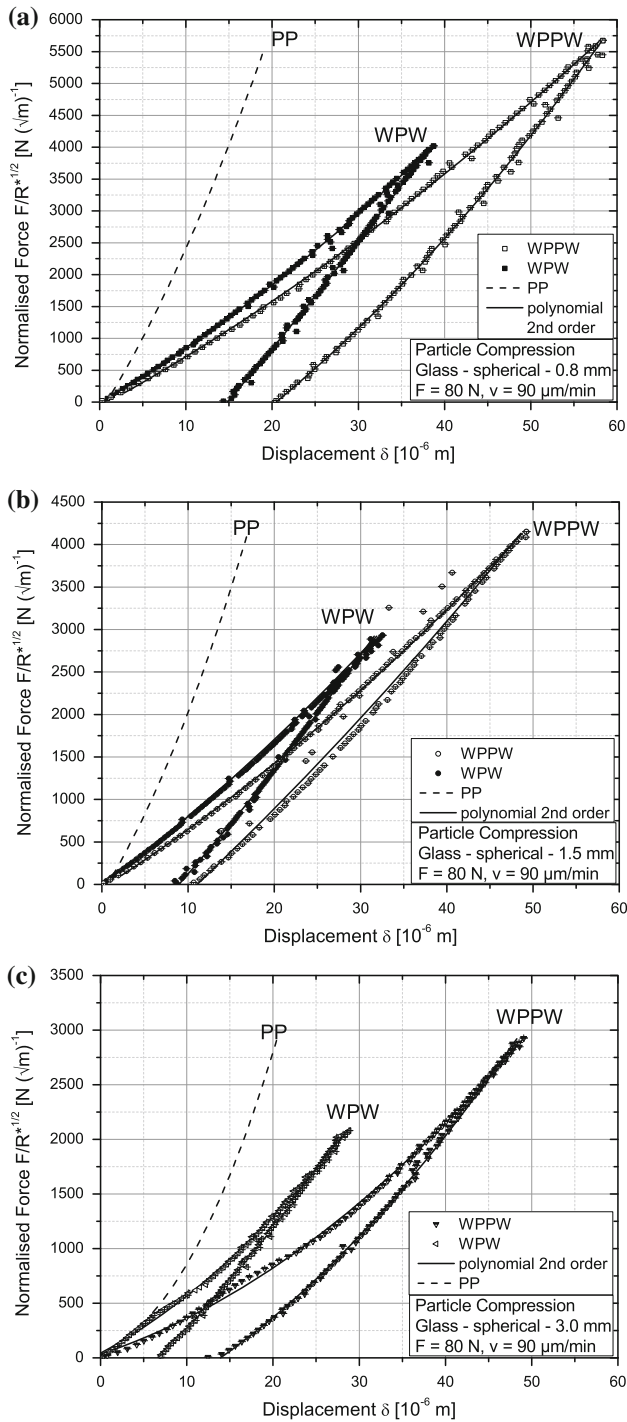 (a)
6000
5500
5000
4500
4000
3500
3000
2500
2000
1500
1000
500
0
Normalised Force F/R*^1/2 [N (√m)^-1]
PP
WPPW
WPW
WPPW
WPW
PP
polynomial
2nd order
Particle Compression
Glass - spherical - 0.8 mm
F = 80 N, v = 90 µm/min
0 10 20 30 40 50 60
Displacement δ [10^-6 m]
(b)
4500
4000
3500
3000
2500
2000
1500
1000
500
0
Normalised Force F/R*^1/2 [N (√m)^-1]
PP
WPPW
WPW
WPPW
WPW
PP
polynomial 2nd order
Particle Compression
Glass - spherical - 1.5 mm
F = 80 N, v = 90 µm/min
0 10 20 30 40 50 60
Displacement δ [10^-6 m]
(c)
3500
3000
2500
2000
1500
1000
500
0
Normalised Force F/R*^1/2 [N (√m)^-1]
PP
WPPW
WPW
WPPW
WPW
polynomial 2nd order
PP
Particle Compression
Glass - spherical - 3.0 mm
F = 80 N, v = 90 µm/min
0 10 20 30 40 50 60
Displacement δ [10^-6 m]